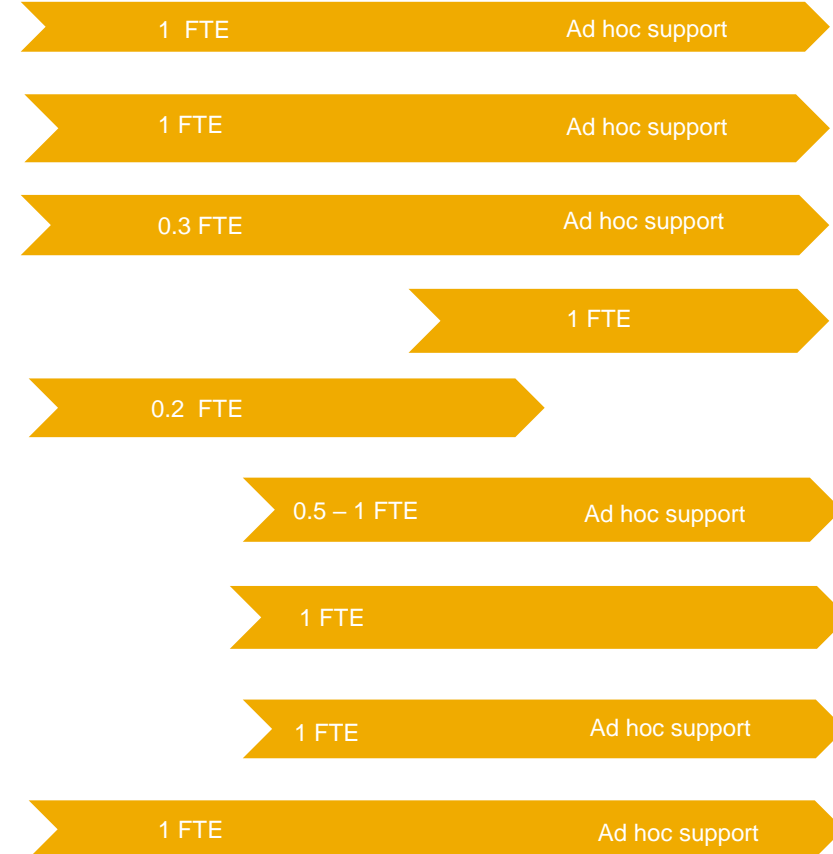 1 FTE Ad hoc support
1 FTE Ad hoc support
0.3 FTE Ad hoc support
1 FTE
0.2 FTE
0.5 – 1 FTE Ad hoc support
1 FTE
1 FTE Ad hoc support
1 FTE Ad hoc support